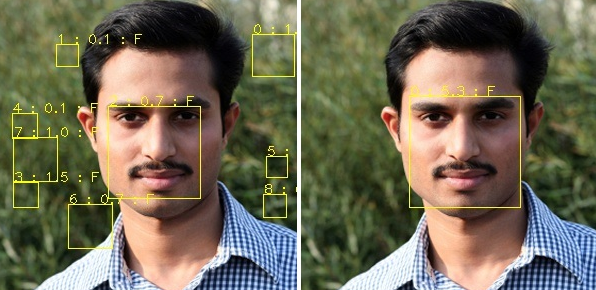 0 : 1.
1 : 0.1 : F
4 : 0.1 : F
2 : 0.7 : F
7 : 1.0 : F
5 :
3 : 1.5 : F
6 : 0.7 : F
8 :
3.3 : F